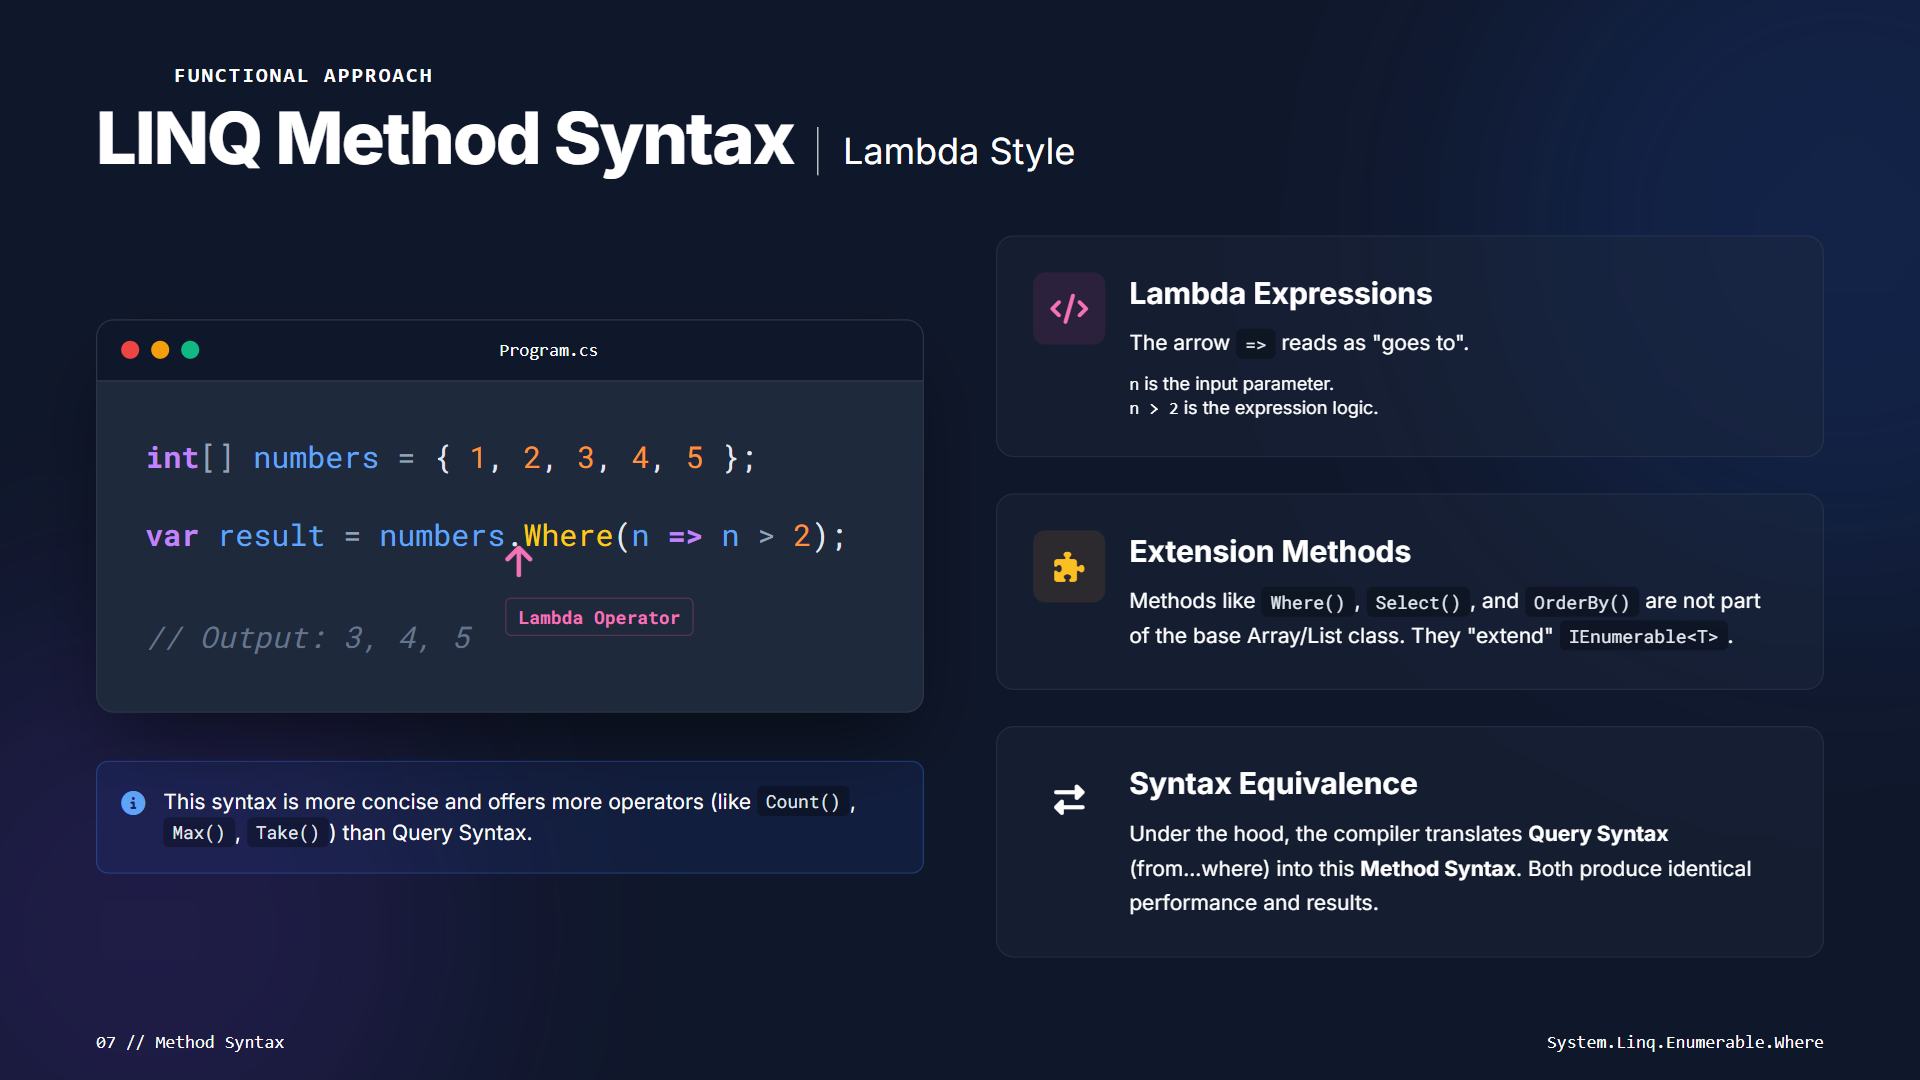 FUNCTIONAL APPROACH
LINQ Method Syntax
Lambda Style
Program.cs
int[] numbers = { 1, 2, 3, 4, 5 };
var result = numbers.Where(n => n > 2);
Lambda Operator
// Output: 3, 4, 5
This syntax is more concise and offers more operators (like Count(),
Max(), Take()) than Query Syntax.
Lambda Expressions
The arrow => reads as "goes to".
n is the input parameter.
n > 2 is the expression logic.
Extension Methods
Methods like Where(), Select(), and OrderBy() are not part
of the base Array/List class. They "extend" IEnumerable<T>.
Syntax Equivalence
Under the hood, the compiler translates Query Syntax
(from...where) into this Method Syntax. Both produce identical
performance and results.
07 // Method Syntax
System.Linq.Enumerable.Where